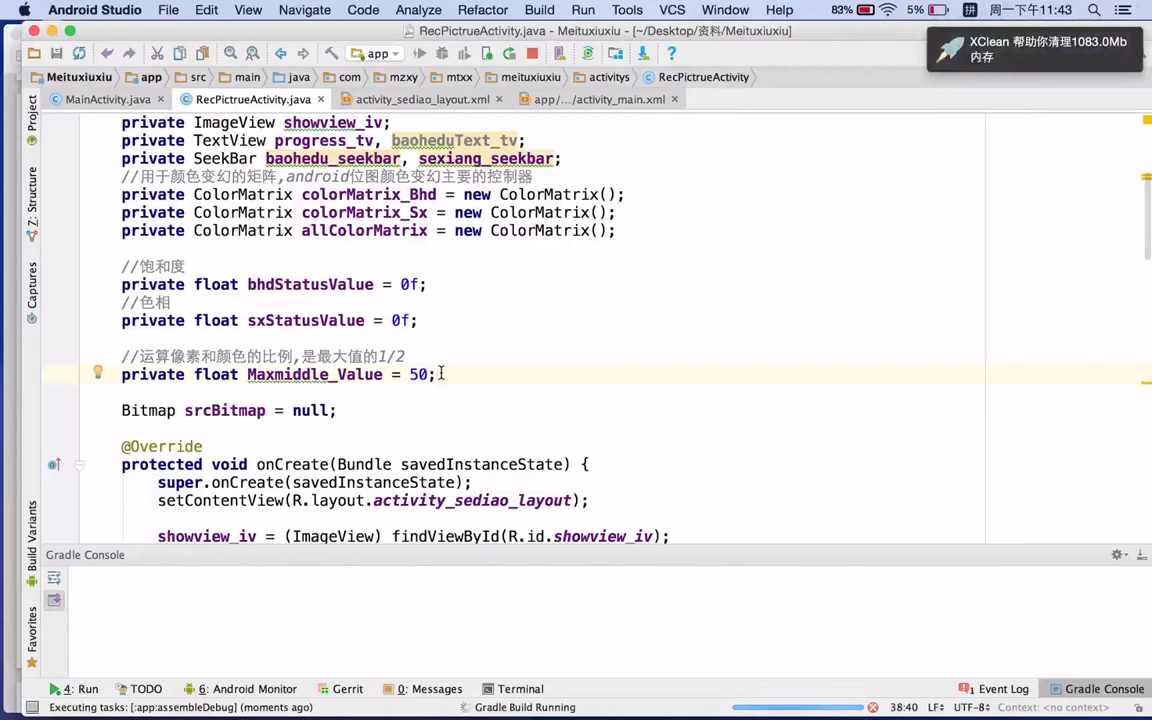 Android Studio File Edit View Navigate Code Analyze Refactor Build Run Tools VCS Window Help 83% 5% 拼 周一下午11:43
RecPictrueActivity.java - Meituxiuxiu - [~/Desktop/资料/Meituxiuxiu]
XClean 帮助你清理1083.0Mb
内存
app
Meituxiuxiu app src main java com mzxy mtxx meituxiuxiu activitys RecPictrueActivity
MainActivity.java RecPictrueActivity.java activity_sediao_layout.xml app/.../activity_main.xml
Project
Z: Structure
Captures
Build Variants
Favorites
private ImageView showview_iv;
private TextView progress_tv, baoheduText_tv;
private SeekBar baohedu_seekbar, sexiang_seekbar;
//用于颜色变幻的矩阵,android位图颜色变幻主要的控制器
private ColorMatrix colorMatrix_Bhd = new ColorMatrix();
private ColorMatrix colorMatrix_Sx = new ColorMatrix();
private ColorMatrix allColorMatrix = new ColorMatrix();
//饱和度
private float bhdStatusValue = 0f;
//色相
private float sxStatusValue = 0f;
//运算像素和颜色的比例,是最大值的1/2
private float Maxmiddle_Value = 50;
Bitmap srcBitmap = null;
@Override
protected void onCreate(Bundle savedInstanceState) {
super.onCreate(savedInstanceState);
setContentView(R.layout.activity_sediao_layout);
showview_iv = (ImageView) findViewById(R.id.showview_iv);
Gradle Console
4: Run TODO 6: Android Monitor Gerrit 0: Messages Terminal 1 Event Log Gradle Console
Executing tasks: [:app:assembleDebug] (moments ago) Gradle Build Running 38:40 LF UTF-8 Context: <no context>